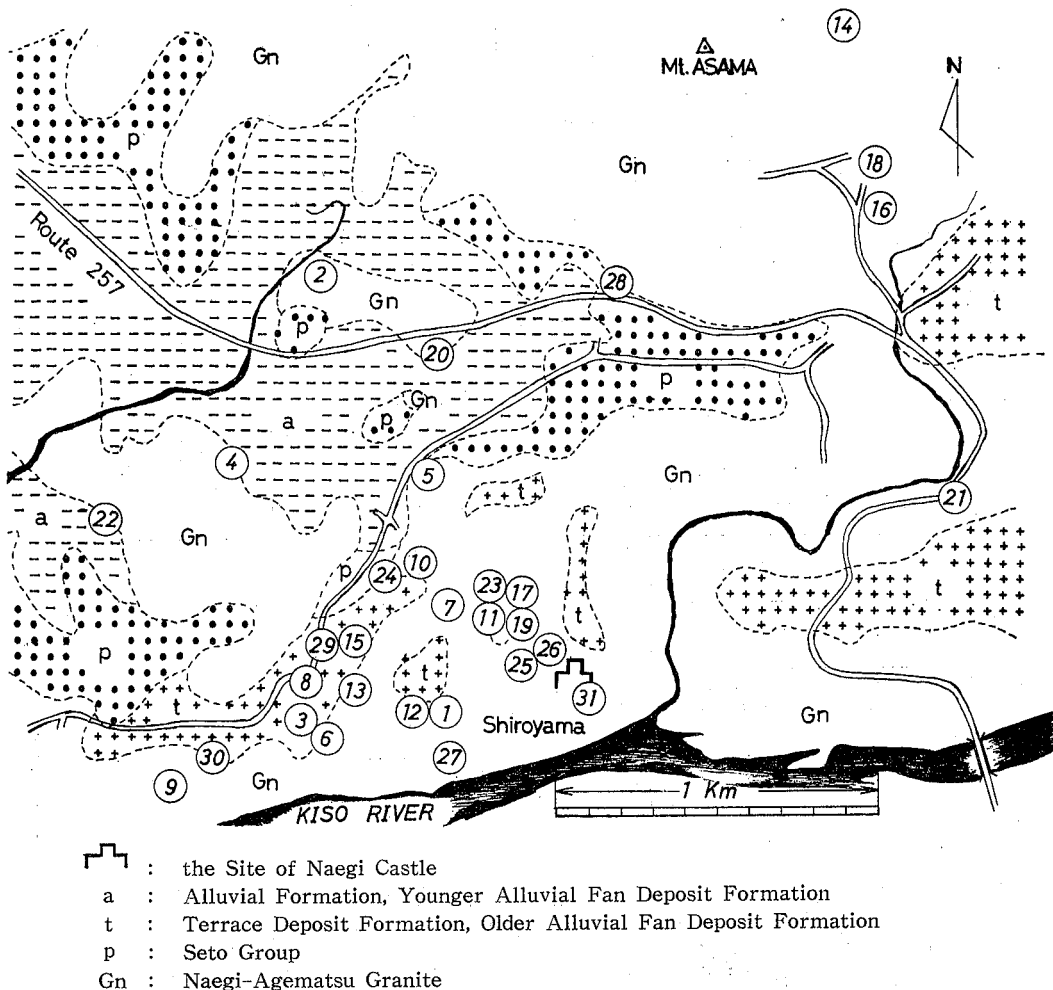 14
Mt. ASAMA
N
Gn
p
Gn
18
16
Route 257
2
Gn
28
t
p
20
Gn
p
p
a
4
5
Gn
t
21
a
22
Gn
p
24
10
23
17
7
11
19
t
t
29
15
26
25
p
8
13
t
31
t
3
12
1
Shiroyama
Gn
6
30
27
9
Gn
1 Km
KISO RIVER
: the Site of Naegi Castle
a : Alluvial Formation, Younger Alluvial Fan Deposit Formation
t : Terrace Deposit Formation, Older Alluvial Fan Deposit Formation
p : Seto Group
Gn : Naegi-Agematsu Granite